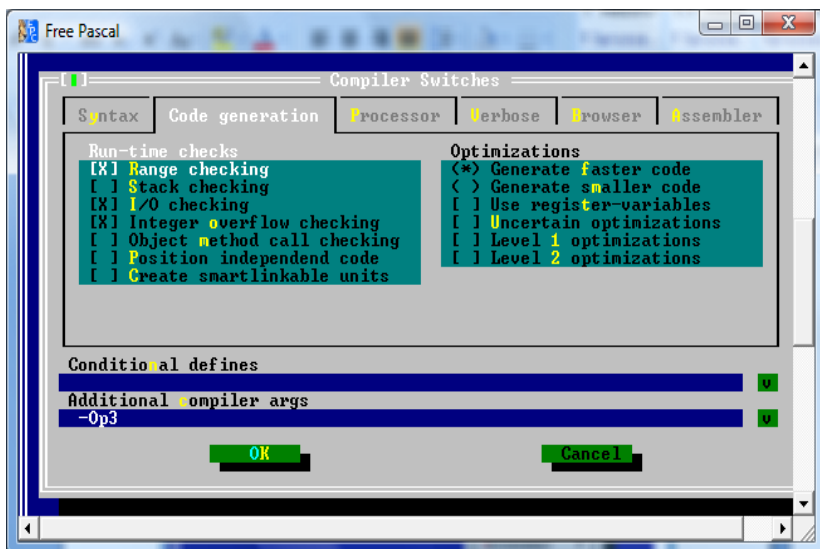 Free Pascal
[■] Compiler Switches
Syntax Code generation Processor Verbose Browser Assembler
Run-time checks
[X] Range checking
[ ] Stack checking
[X] I/O checking
[X] Integer overflow checking
[ ] Object method call checking
[ ] Position independend code
[ ] Create smartlinkable units
Optimizations
(*) Generate faster code
( ) Generate smaller code
[ ] Use register-variables
[ ] Uncertain optimizations
[ ] Level 1 optimizations
[ ] Level 2 optimizations
Conditional defines
v
Additional compiler args
-Op3
v
OK Cancel